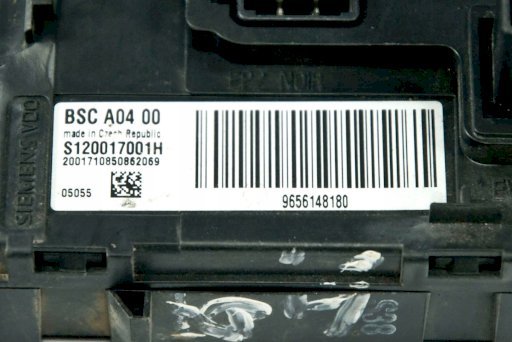 BSC A04 00
made in Czech Republic
S120017001H
2001710850862069
05055
9656148180
SIEMENS VDO